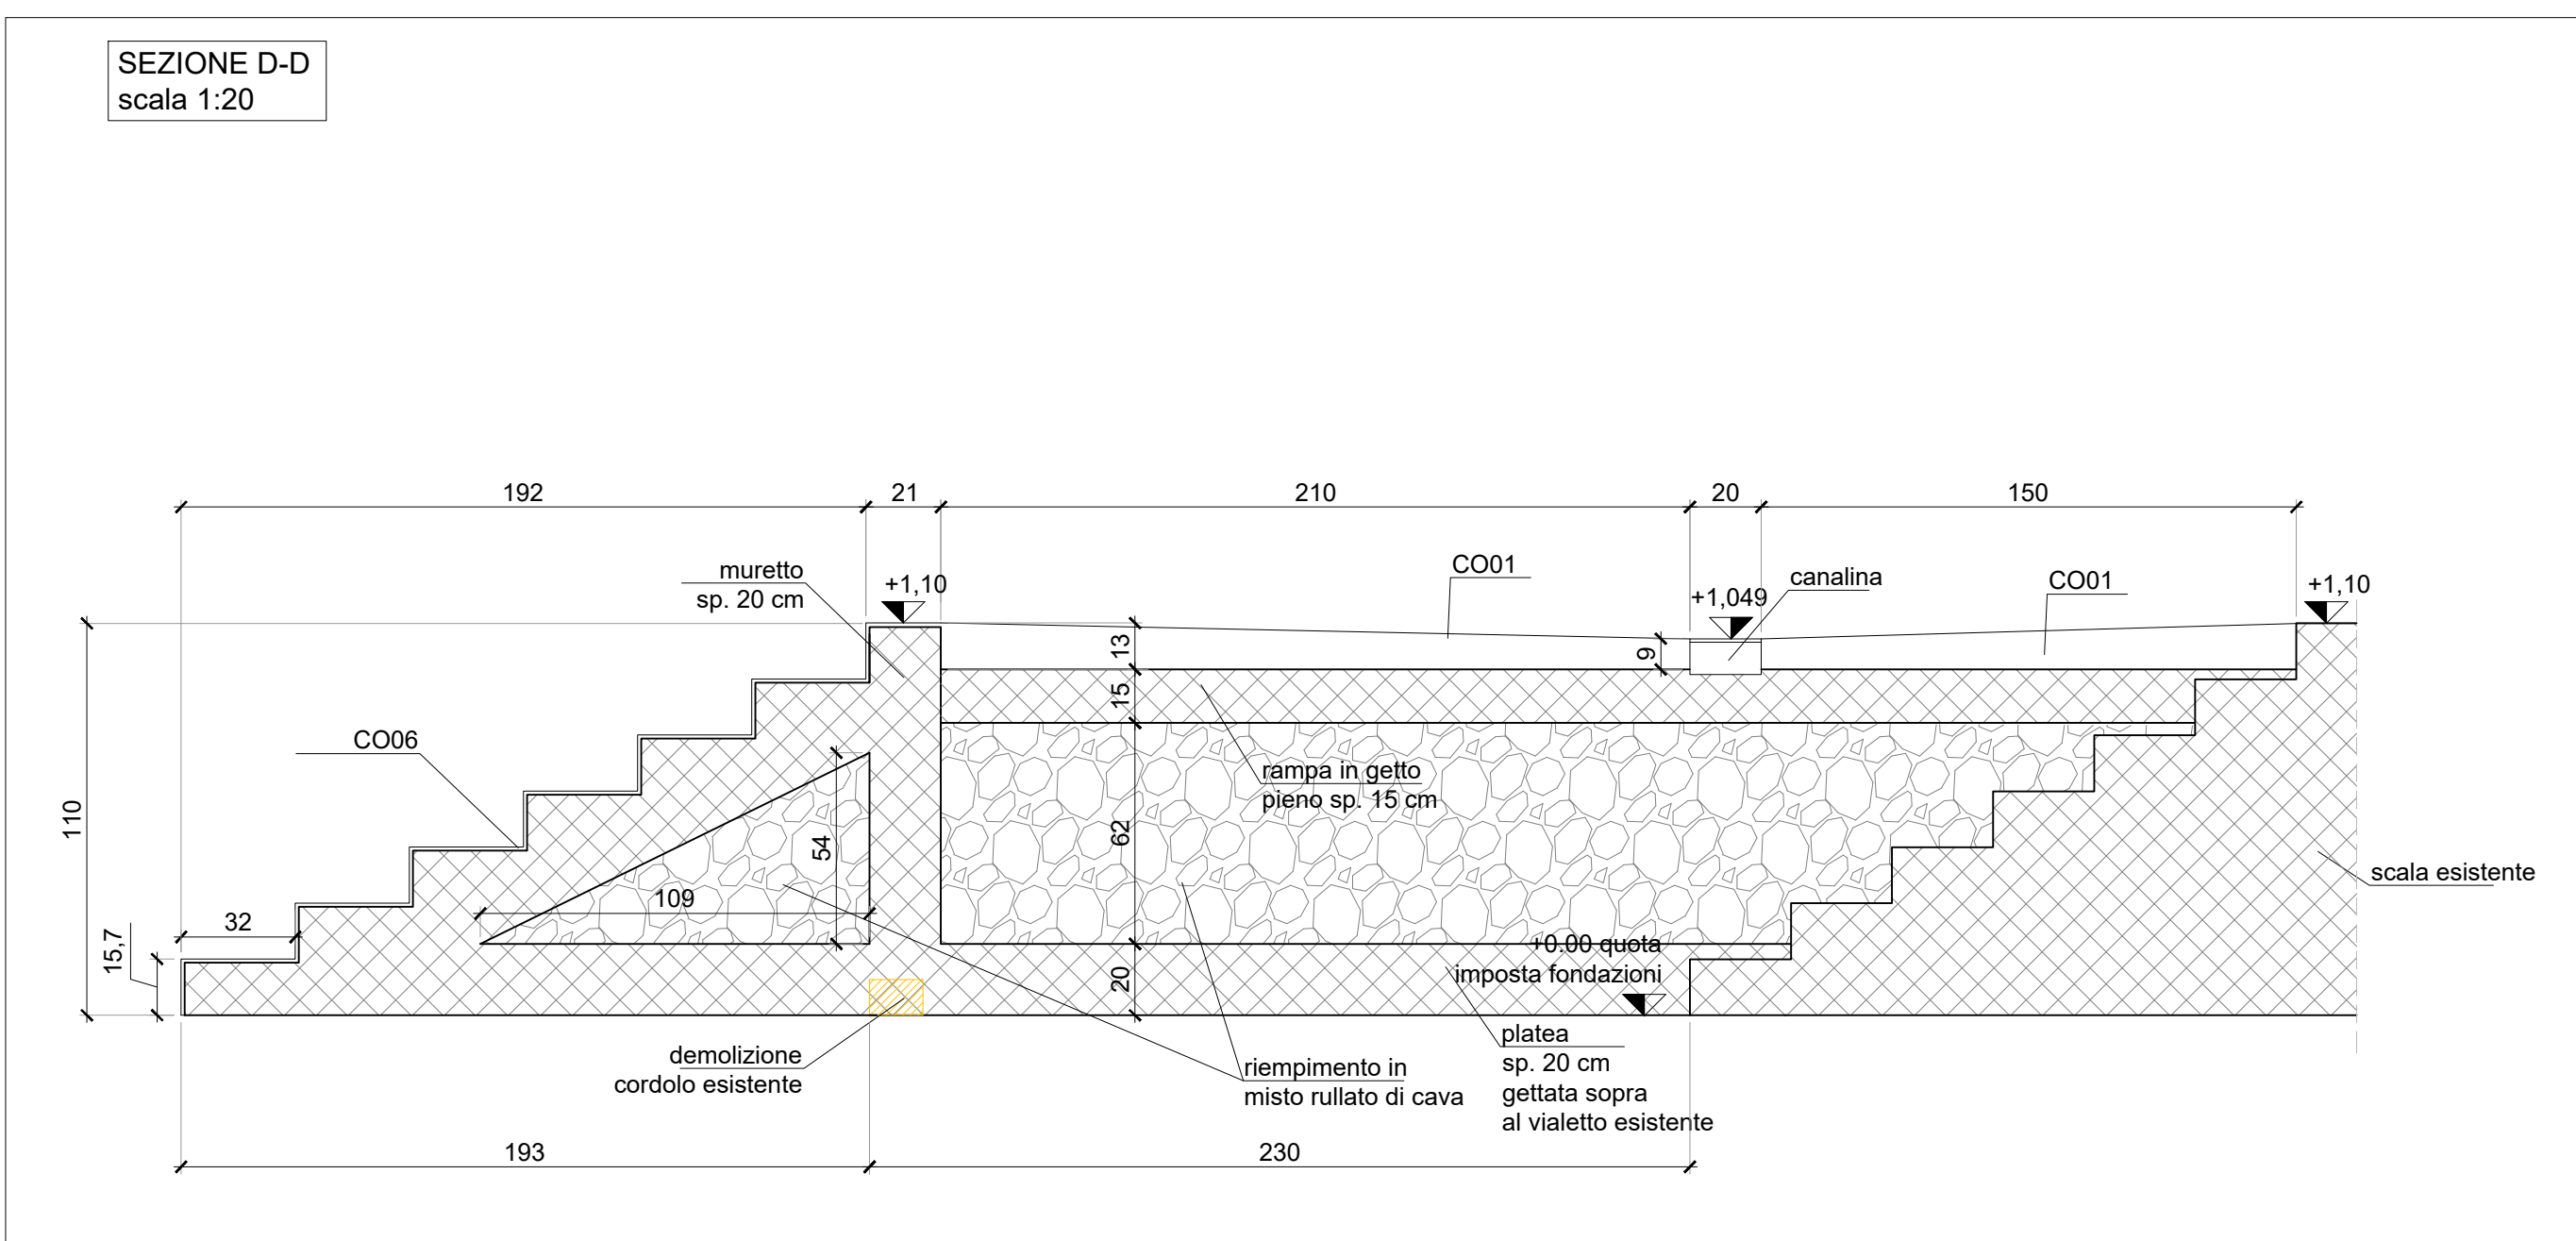 SEZIONE D-D
scala 1:20
192
21
210
20
150
muretto
sp. 20 cm
+1,10
CO01
+1,049
canalina
CO01
+1,10
13
9
15
CO06
rampa in getto
pieno sp. 15 cm
110
54
62
109
scala esistente
32
15,7
20
+0.00 quota
imposta fondazioni
demolizione
cordolo esistente
riempimento in
misto rullato di cava
platea
sp. 20 cm
gettata sopra
al vialetto esistente
193
230